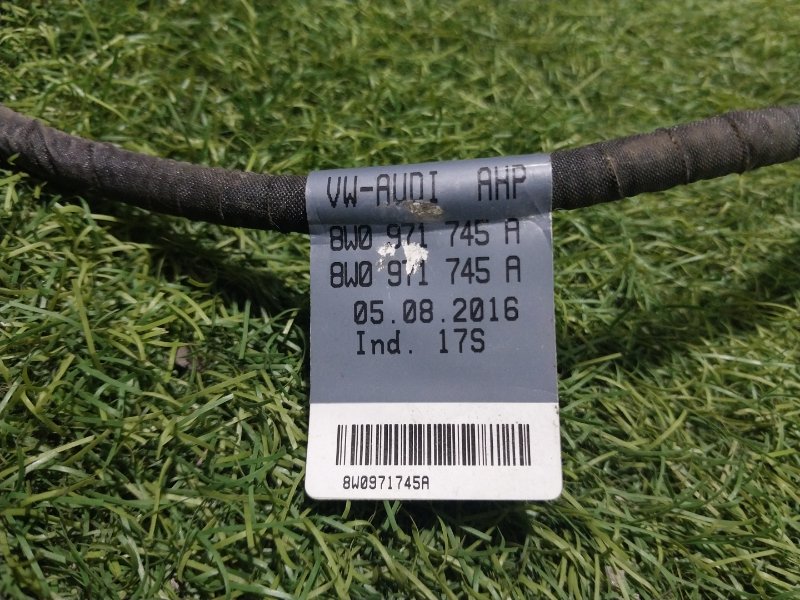 VW-AUDI AHP
8W0 971 745 A
8W0 971 745 A
05.08.2016
Ind. 17S
8W0971745A